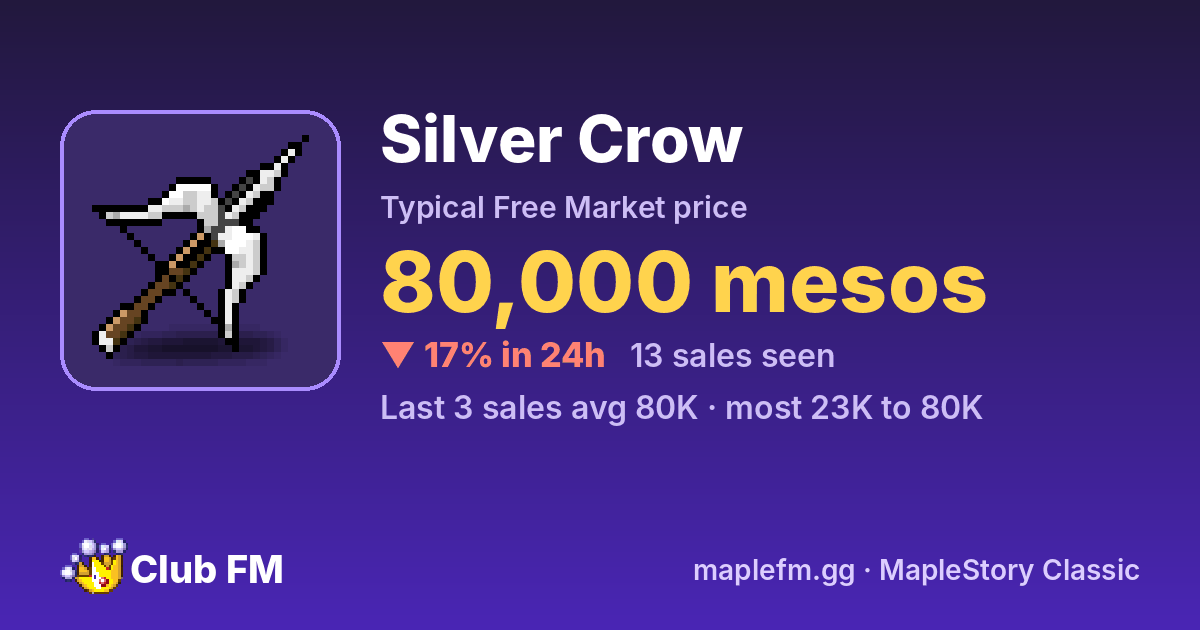 Silver Crow
Typical Free Market price
80,000 mesos
▼ 17% in 24h 13 sales seen
Last 3 sales avg 80K · most 23K to 80K
Club FM
maplefm.gg · MapleStory Classic